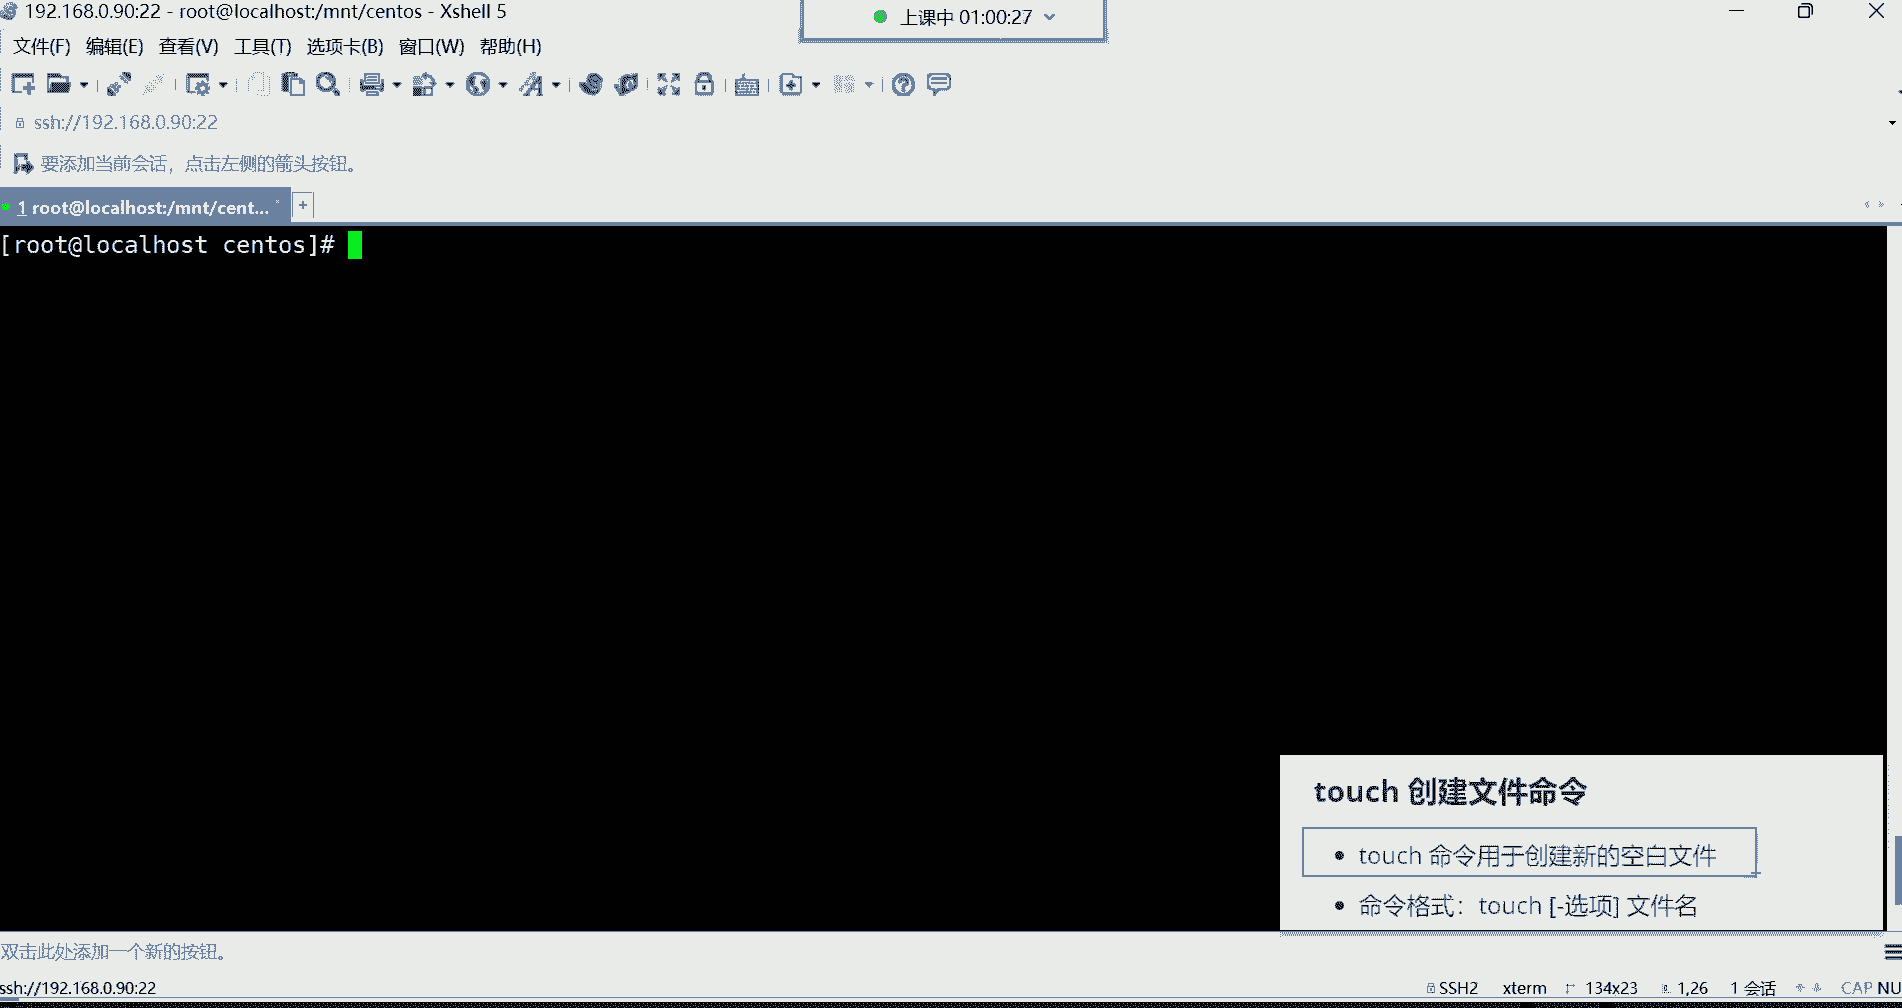 192.168.0.90:22 - root@localhost:/mnt/centos - Xshell 5
上课中 01:00:27
文件(F) 编辑(E) 查看(V) 工具(T) 选项卡(B) 窗口(W) 帮助(H)
ssh://192.168.0.90:22
要添加当前会话，点击左侧的箭头按钮。
1 root@localhost:/mnt/cent...
[root@localhost centos]#
touch 创建文件命令
• touch 命令用于创建新的空白文件
• 命令格式：touch [-选项] 文件名
双击此处添加一个新的按钮。
ssh://192.168.0.90:22 SSH2 xterm 134x23 1,26 1 会话 CAP NU